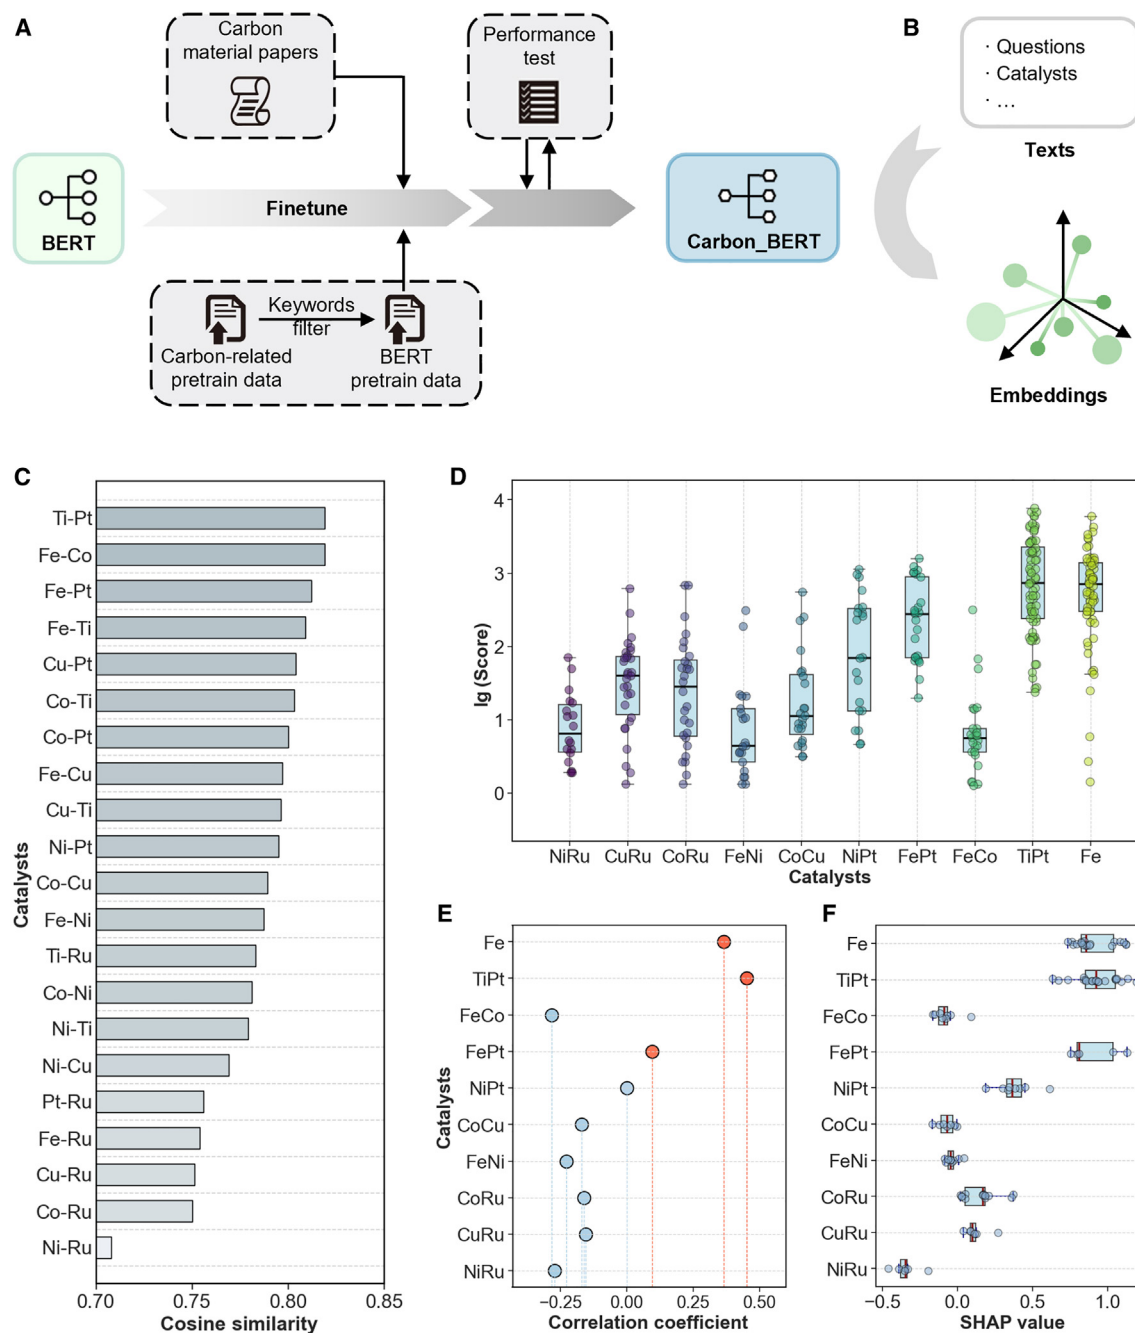 A
Carbon
material papers
Performance
test
BERT
Finetune
Carbon_BERT
Keywords
filter
Carbon-related
pretrain data
BERT
pretrain data
B
· Questions
· Catalysts
· ...
Texts
Embeddings
C
Catalysts
Ti-Pt
Fe-Co
Fe-Pt
Fe-Ti
Cu-Pt
Co-Ti
Co-Pt
Fe-Cu
Cu-Ti
Ni-Pt
Co-Cu
Fe-Ni
Ti-Ru
Co-Ni
Ni-Ti
Ni-Cu
Pt-Ru
Fe-Ru
Cu-Ru
Co-Ru
Ni-Ru
0.70 0.75 0.80 0.85
Cosine similarity
D
lg (Score)
4
3
2
1
0
NiRu CuRu CoRu FeNi CoCu NiPt FePt FeCo TiPt Fe
Catalysts
E
Catalysts
Fe
TiPt
FeCo
FePt
NiPt
CoCu
FeNi
CoRu
CuRu
NiRu
−0.25 0.00 0.25 0.50
Correlation coefficient
F
Fe
TiPt
FeCo
FePt
NiPt
CoCu
FeNi
CoRu
CuRu
NiRu
−0.5 0.0 0.5 1.0
SHAP value